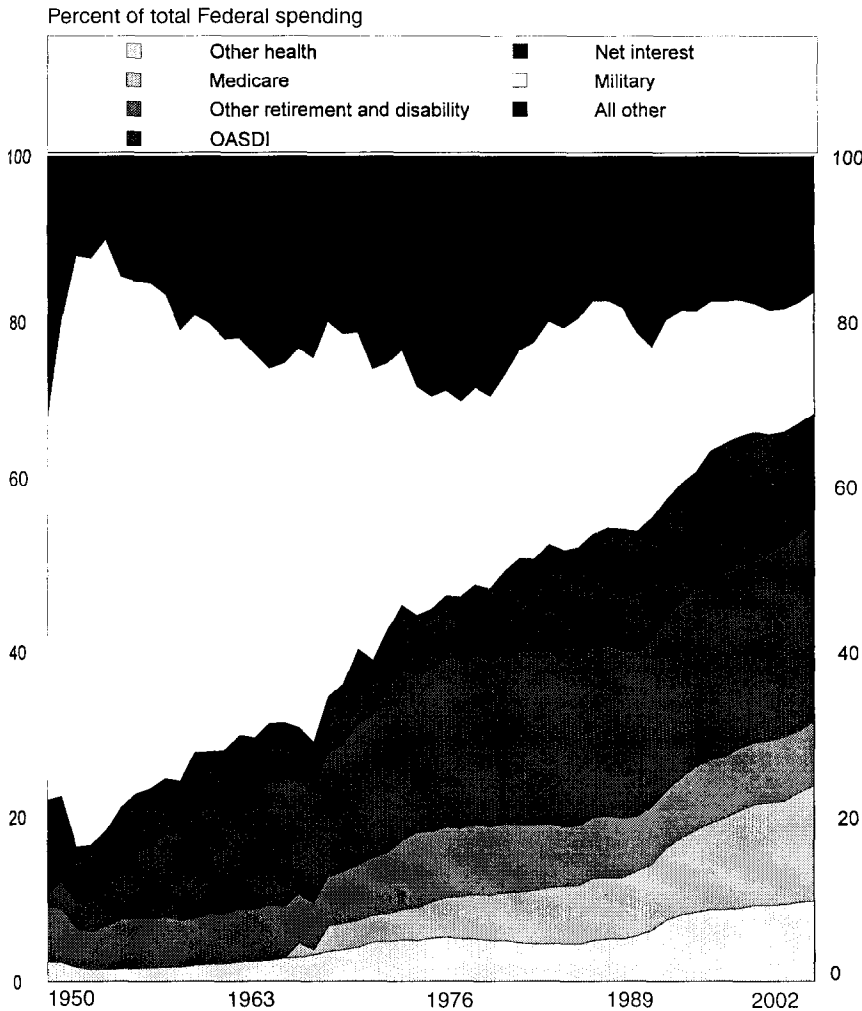 Percent of total Federal spending
Other health
Net interest
Medicare
Military
Other retirement and disability
All other
OASDI
100
100
80
80
60
60
40
40
20
20
0
0
1950
1963
1976
1989
2002